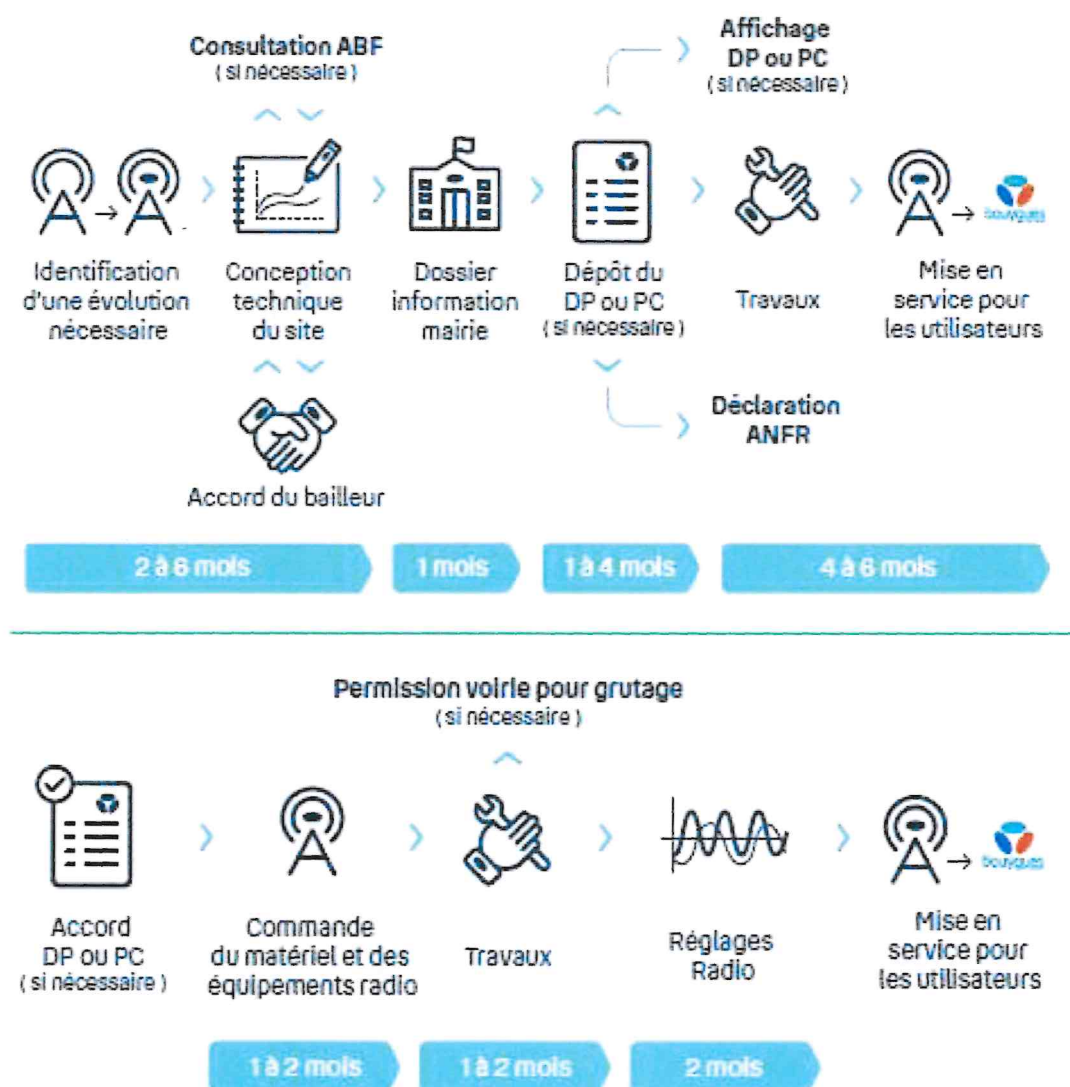 Consultation ABF
( si nécessaire )
Affichage
DP ou PC
( si nécessaire )
bouygues
Identification
d'une évolution
nécessaire
Conception
technique
du site
Dossier
information
mairie
Dépôt du
DP ou PC
( si nécessaire )
Travaux
Mise en
service pour
les utilisateurs
Accord du bailleur
Déclaration
ANFR
2 à 6 mois
1 mois
1 à 4 mois
4 à 6 mois
Permission voirie pour grutage
( si nécessaire )
bouygues
Accord
DP ou PC
( si nécessaire )
Commande
du matériel et des
équipements radio
Travaux
Réglages
Radio
Mise en
service pour
les utilisateurs
1 à 2 mois
1 à 2 mois
2 mois